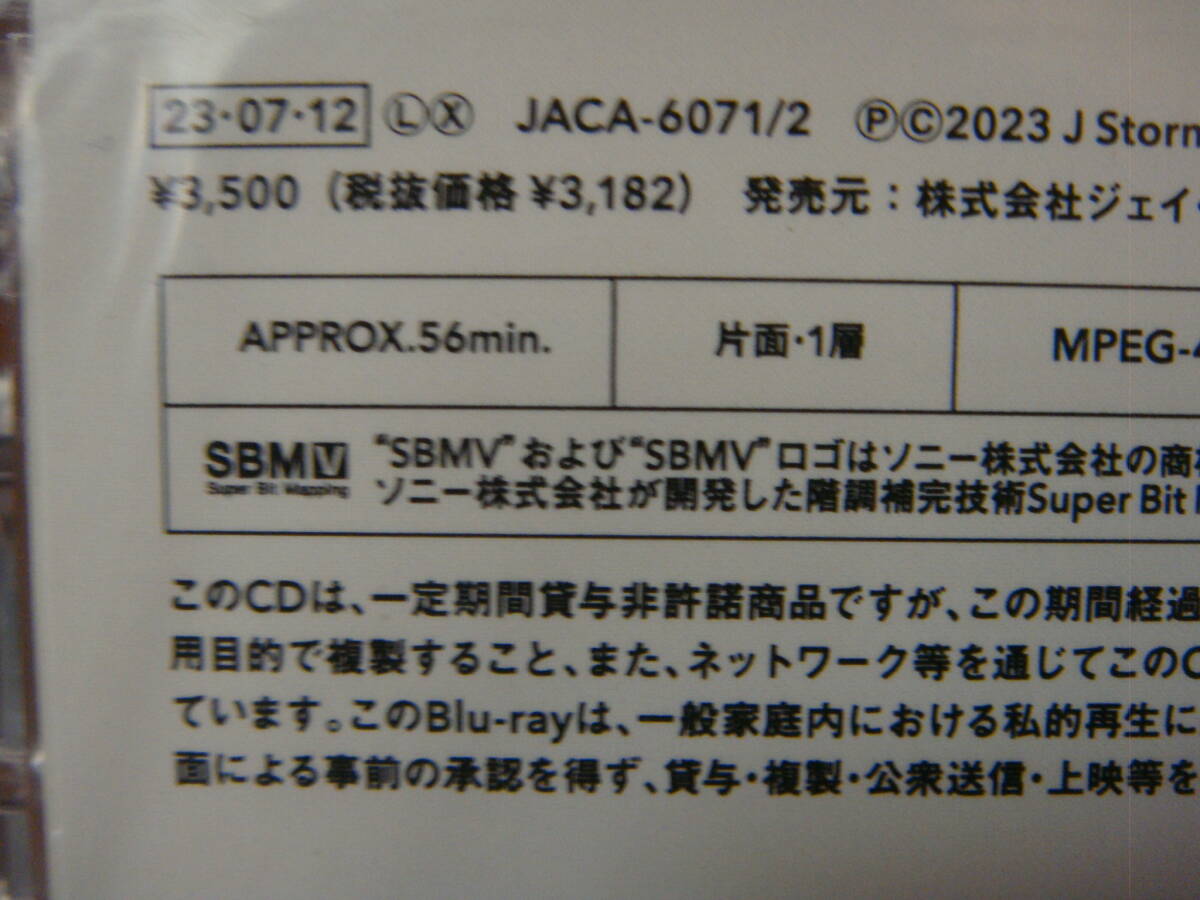 23・07・12 ⓁⓍ JACA-6071/2 ⓅⒸ2023 J Storm
¥3,500（税抜価格 ¥3,182） 発売元：株式会社ジェイ
APPROX.56min. 片面・1層 MPEG-4
SBMV "SBMV"および"SBMV"ロゴはソニー株式会社の商
Super Bit Mapping ソニー株式会社が開発した階調補完技術Super Bit
このCDは、一定期間貸与非許諾商品ですが、この期間経過
用目的で複製すること、また、ネットワーク等を通じてこのC
ています。このBlu-rayは、一般家庭内における私的再生に
面による事前の承認を得ず、貸与・複製・公衆送信・上映等を